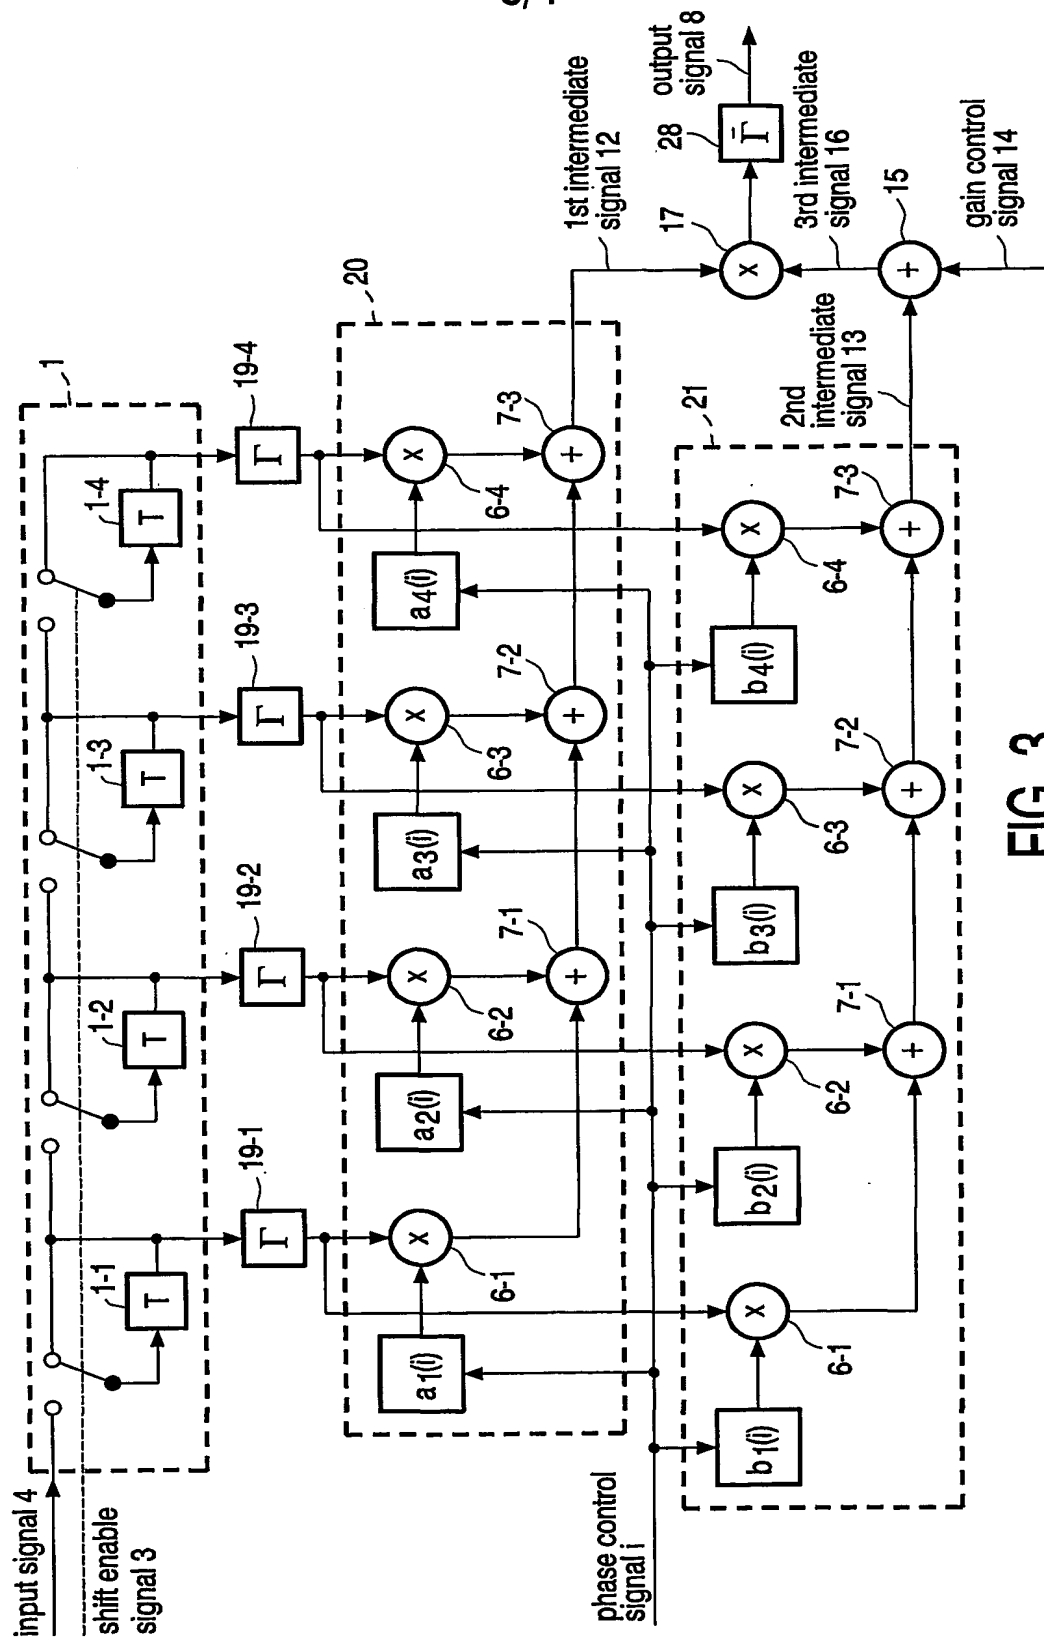 input signal 4
shift enable
signal 3
1
1-1
T
1-2
T
1-3
T
1-4
T
19-1
Γ
19-2
Γ
19-3
Γ
19-4
Γ
20
a1(i)
x
6-1
a2(i)
x
6-2
+
7-1
a3(i)
x
6-3
+
7-2
a4(i)
x
6-4
+
7-3
1st intermediate
signal 12
phase control
signal i
21
b1(i)
x
6-1
b2(i)
x
6-2
+
7-1
b3(i)
x
6-3
+
7-2
b4(i)
x
6-4
+
7-3
2nd
intermediate
signal 13
17
x
28
Γ̄
output
signal 8
3rd intermediate
signal 16
15
+
gain control
signal 14
FIG. 3